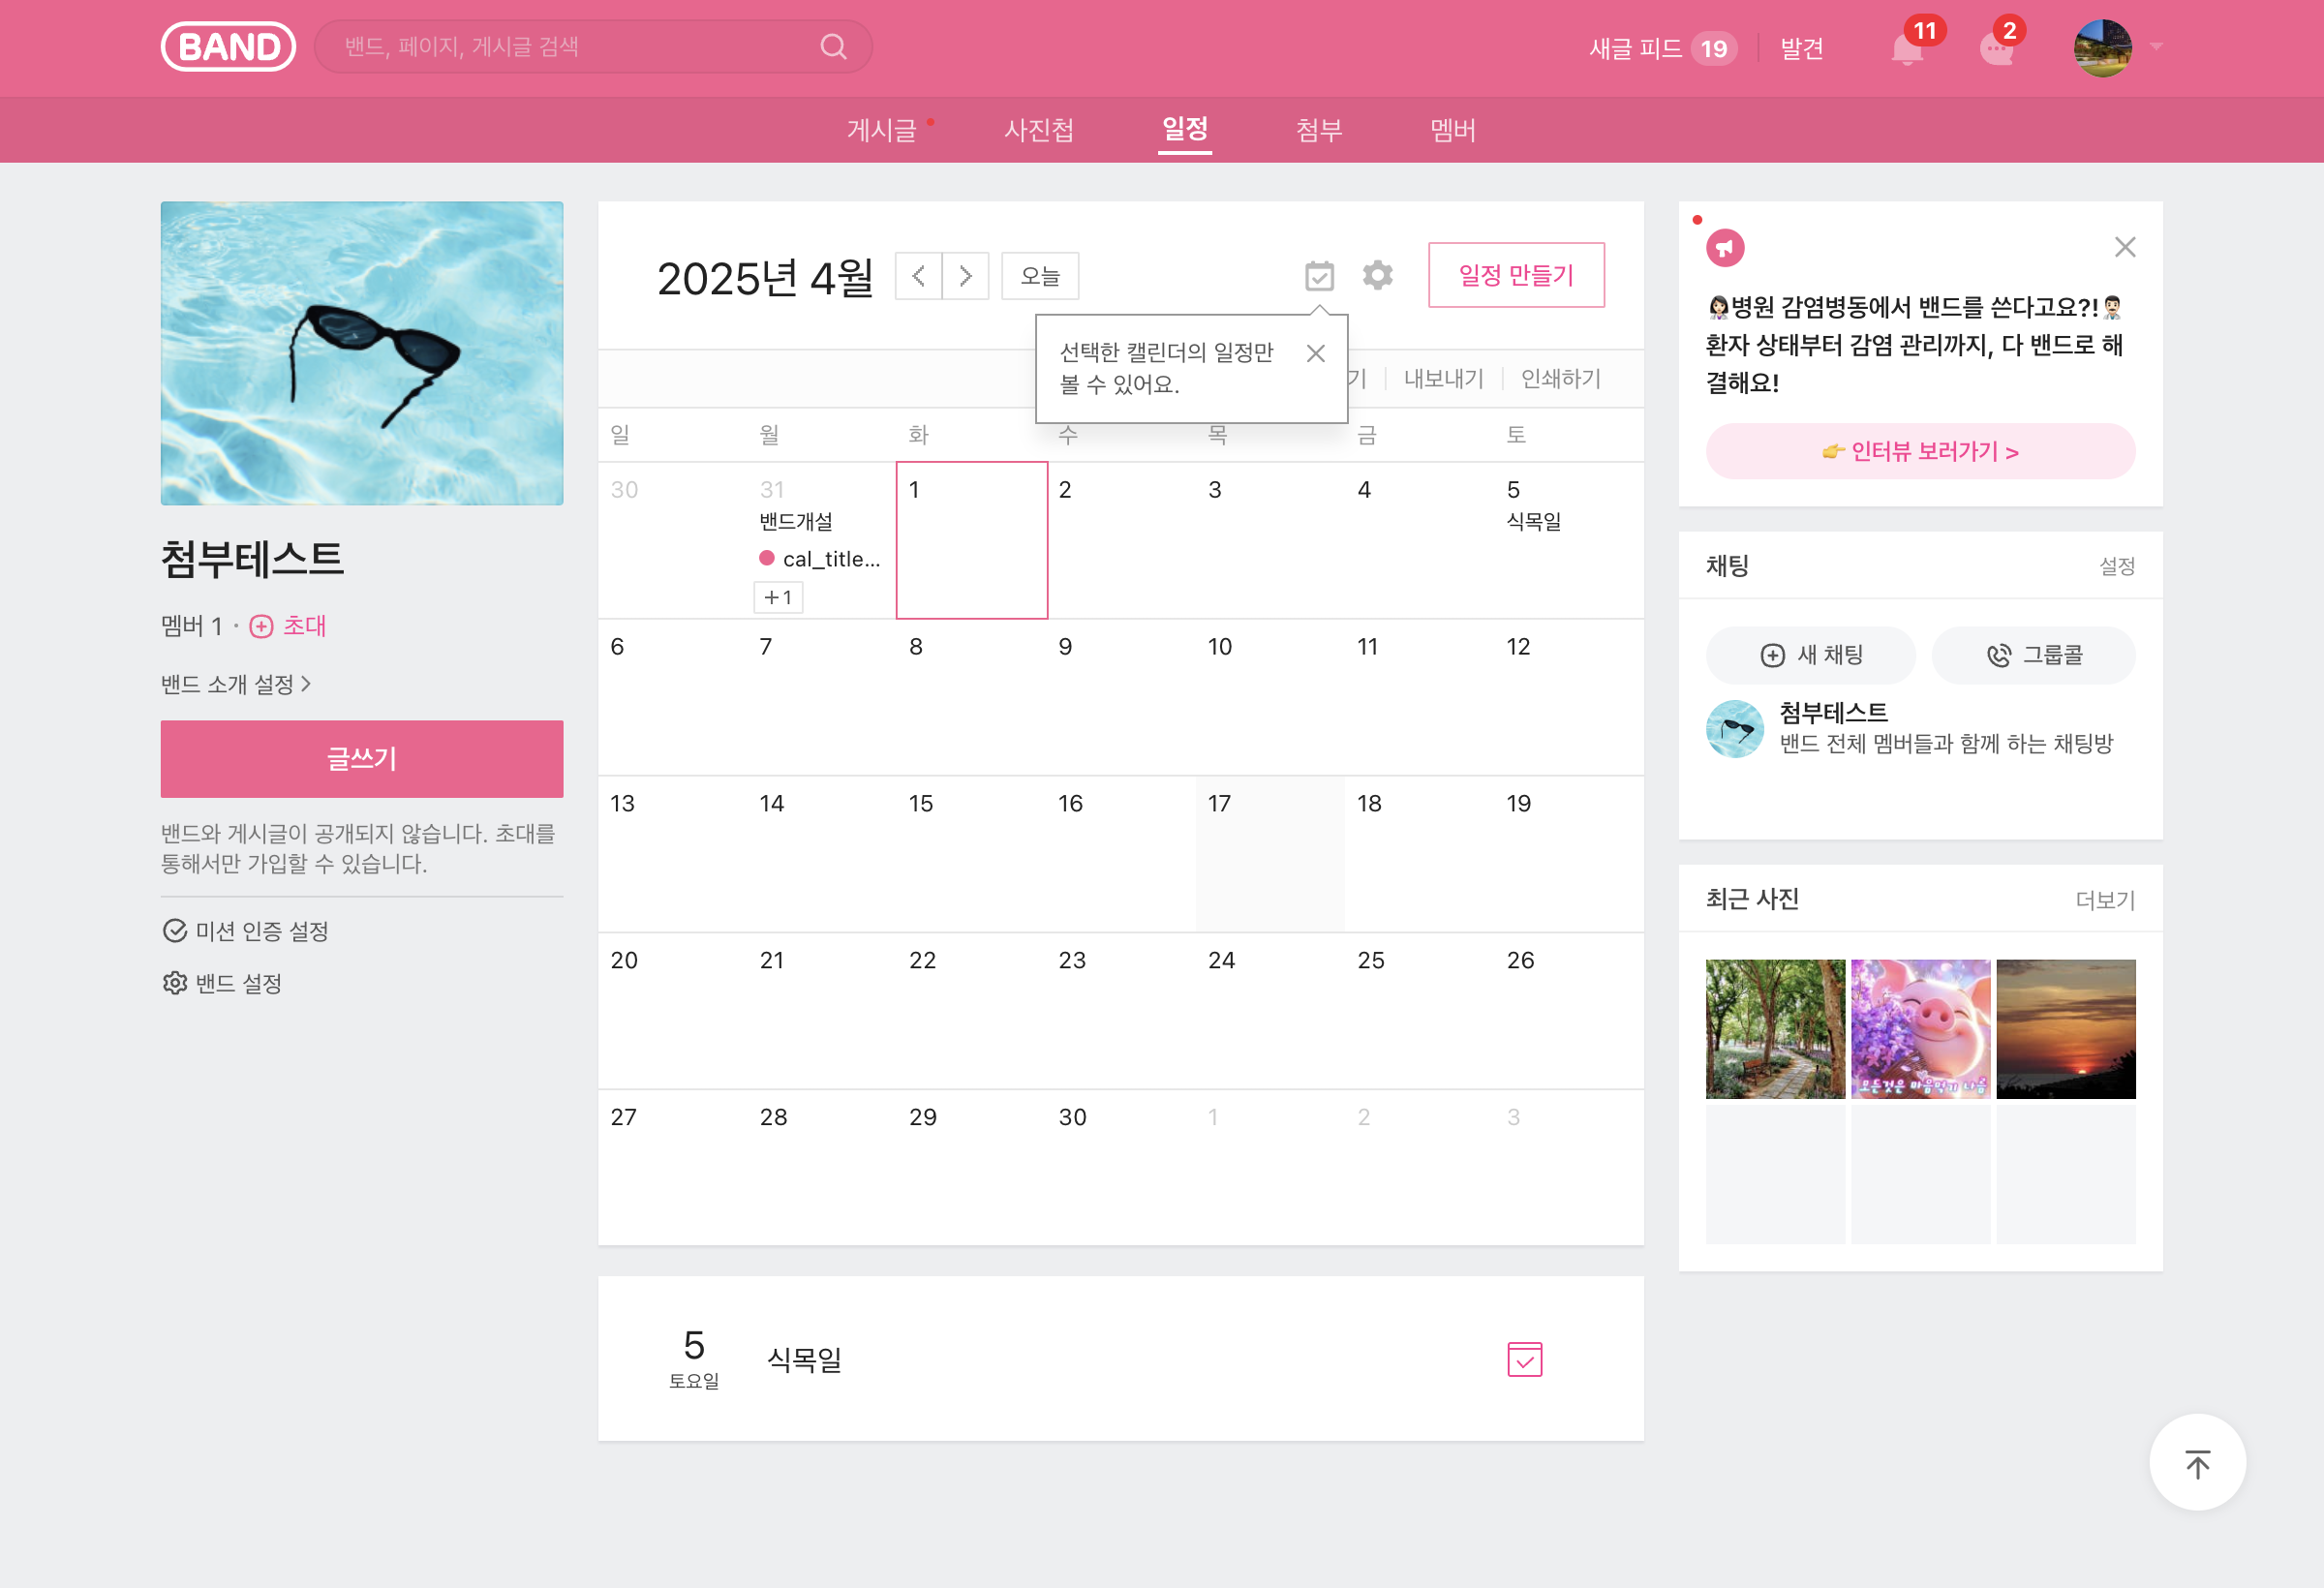 BAND
밴드, 페이지, 게시글 검색
새글 피드 19
발견
11
2
게시글
사진첩
일정
첨부
멤버
첨부테스트
멤버 1 · 초대
밴드 소개 설정
글쓰기
밴드와 게시글이 공개되지 않습니다. 초대를
통해서만 가입할 수 있습니다.
미션 인증 설정
밴드 설정
2025년 4월
오늘
일정 만들기
선택한 캘린더의 일정만
볼 수 있어요.
기
내보내기
인쇄하기
일 월 화 수 목 금 토
30 31 1 2 3 4 5
밴드개설 식목일
cal_title...
+1
6 7 8 9 10 11 12
13 14 15 16 17 18 19
20 21 22 23 24 25 26
27 28 29 30 1 2 3
5
토요일
식목일
👩🏻‍⚕️병원 감염병동에서 밴드를 쓴다고요?!👨🏻‍⚕️
환자 상태부터 감염 관리까지, 다 밴드로 해
결해요!
👉 인터뷰 보러가기 >
채팅
설정
새 채팅
그룹콜
첨부테스트
밴드 전체 멤버들과 함께 하는 채팅방
최근 사진
더보기
모든것은 마음먹기 나름